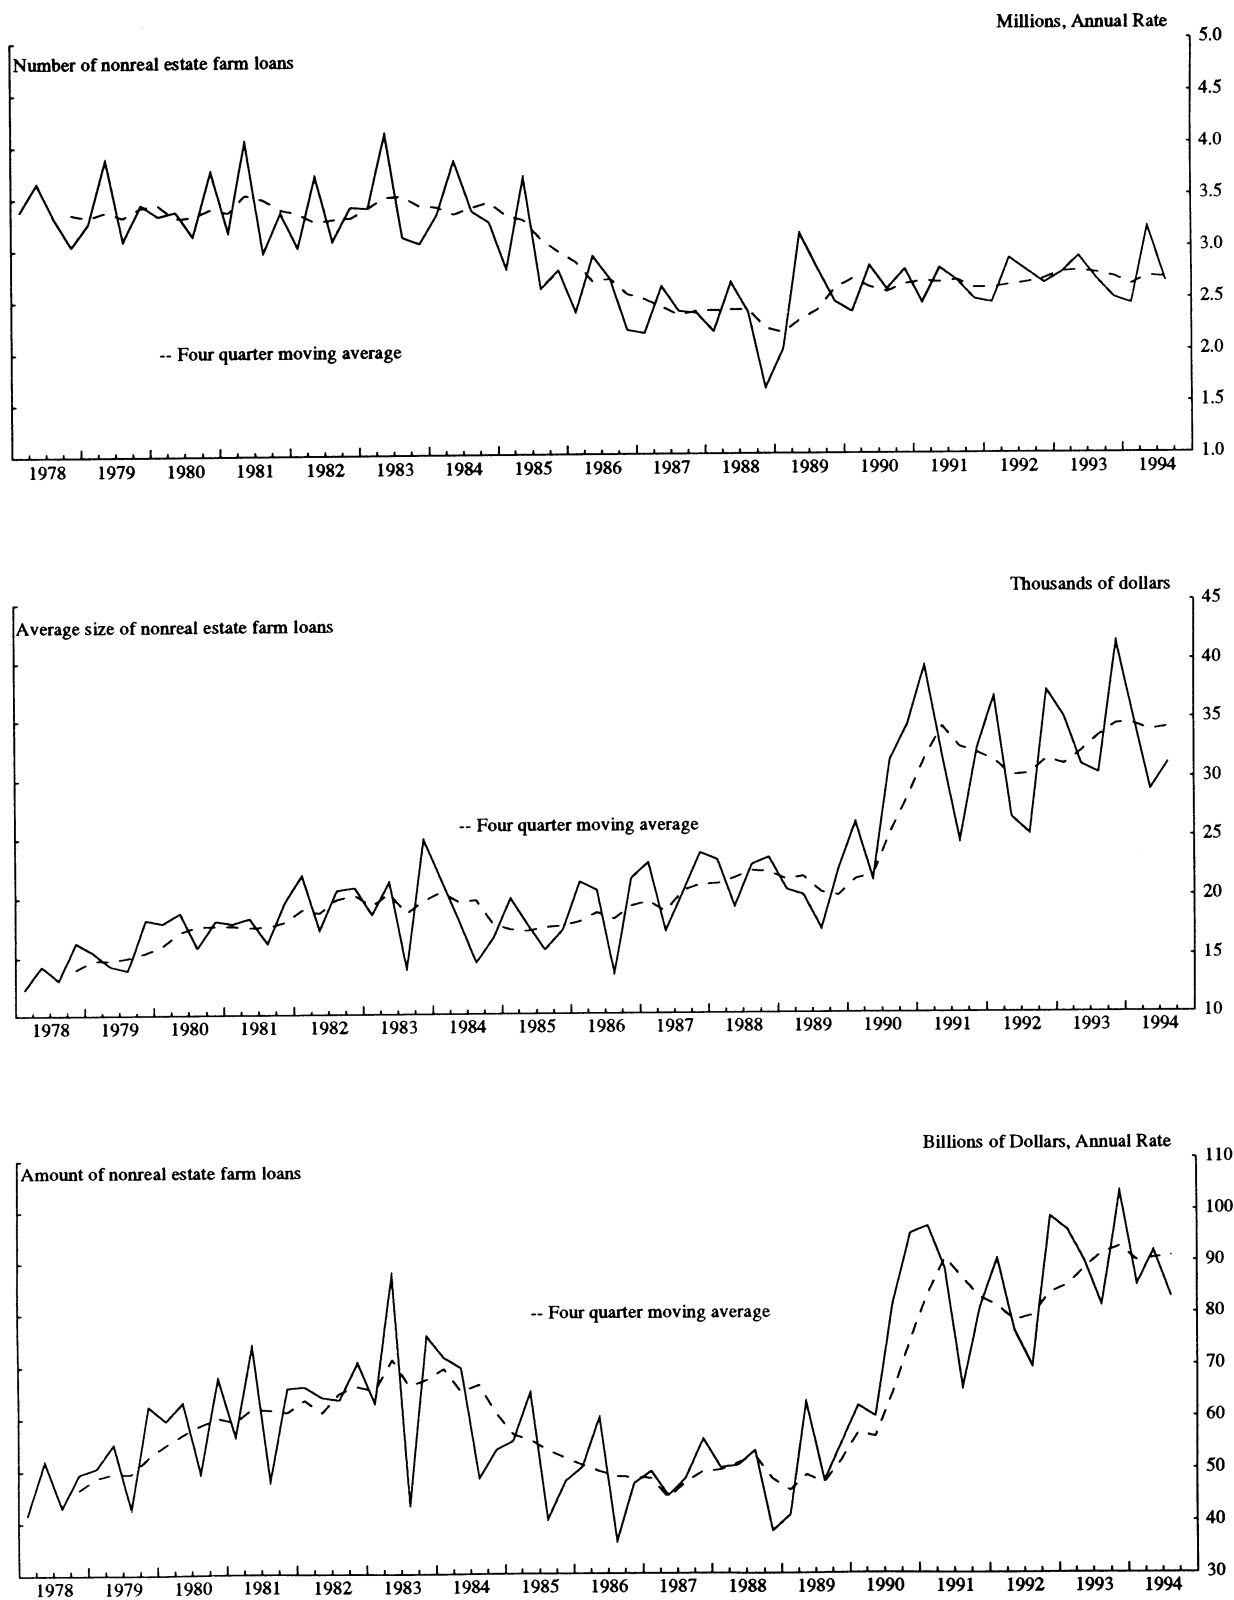 Millions, Annual Rate
Number of nonreal estate farm loans
5.0
4.5
4.0
3.5
3.0
2.5
2.0
1.5
1.0
-- Four quarter moving average
1978 1979 1980 1981 1982 1983 1984 1985 1986 1987 1988 1989 1990 1991 1992 1993 1994
Thousands of dollars
Average size of nonreal estate farm loans
45
40
35
30
25
20
15
10
-- Four quarter moving average
1978 1979 1980 1981 1982 1983 1984 1985 1986 1987 1988 1989 1990 1991 1992 1993 1994
Billions of Dollars, Annual Rate
Amount of nonreal estate farm loans
110
100
90
80
70
60
50
40
30
-- Four quarter moving average
1978 1979 1980 1981 1982 1983 1984 1985 1986 1987 1988 1989 1990 1991 1992 1993 1994